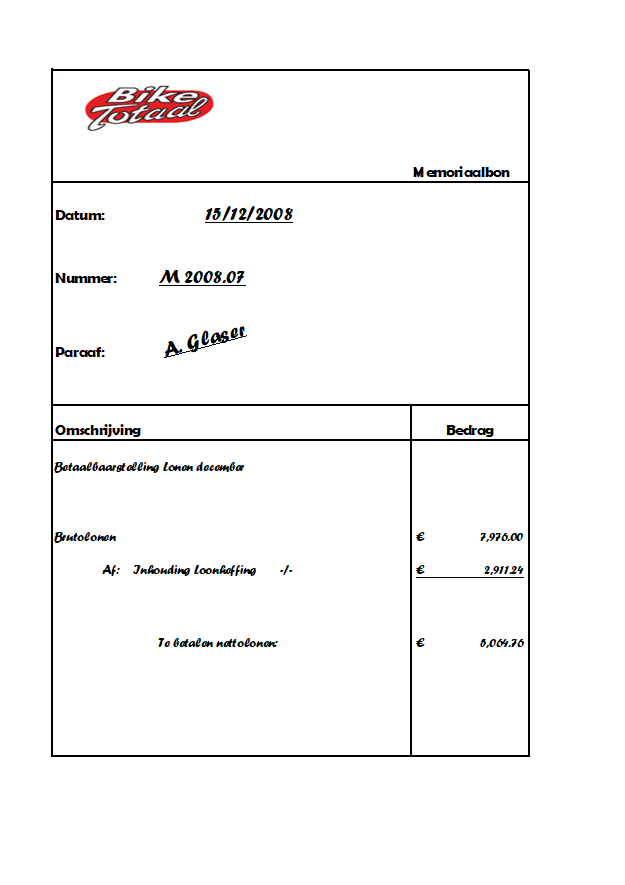 Bike
Totaal
Memoriaalbon
Datum: 15/12/2008
Nummer: M 2008.07
Paraaf: A. Glaser
Omschrijving Bedrag
Betaalbaarstelling Lonen december
Brutolonen € 7,976.00
Af: Inhouding Loonheffing -/- € 2,911.24
Te betalen nettolonen: € 5,064.76